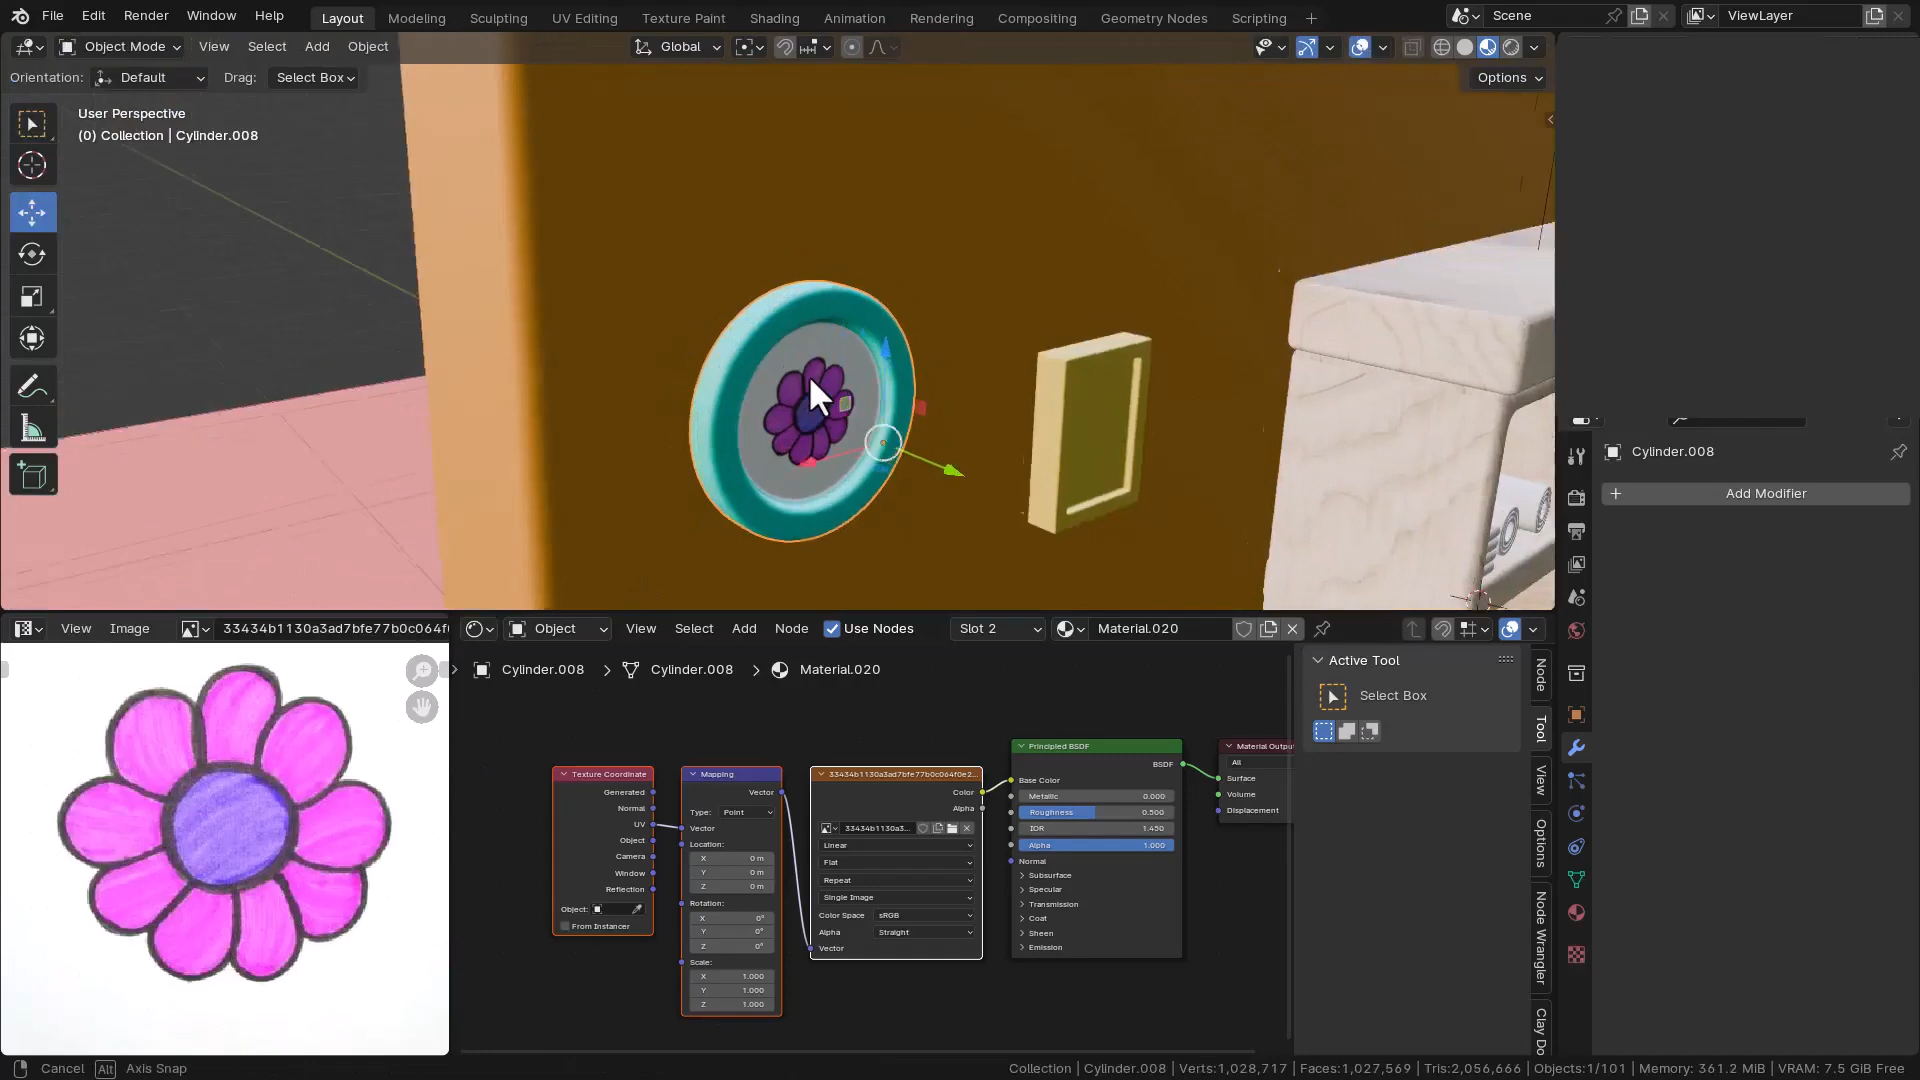 File Edit Render Window Help Layout Modeling Sculpting UV Editing Texture Paint Shading Animation Rendering Compositing Geometry Nodes Scripting + Scene ViewLayer
Object Mode View Select Add Object Global
Orientation: Default Drag: Select Box Options
User Perspective
(0) Collection | Cylinder.008
Cylinder.008
+ Add Modifier
View Image 33434b1130a3ad7bfe77b0c064f Object View Select Add Node Use Nodes Slot 2 Material.020
Cylinder.008 > Cylinder.008 > Material.020
Active Tool
Select Box
Node
Tool
View
Options
Node Wrangler
Clay Do
Texture Coordinate
Generated
Normal
UV
Object
Camera
Window
Reflection
Object:
From Instancer
Mapping
Vector
Type: Point
Vector
Location:
X 0 m
Y 0 m
Z 0 m
Rotation:
X 0°
Y 0°
Z 0°
Scale:
X 1.000
Y 1.000
Z 1.000
33434b1130a3ad7bfe77b0c064f0e2...
Color
Alpha
33434b1130a3...
Linear
Flat
Repeat
Single Image
Color Space sRGB
Alpha Straight
Vector
Principled BSDF
BSDF
Base Color
Metallic 0.000
Roughness 0.500
IOR 1.450
Alpha 1.000
Normal
Subsurface
Specular
Transmission
Coat
Sheen
Emission
Material Output
All
Surface
Volume
Displacement
Cancel Alt Axis Snap Collection | Cylinder.008 | Verts:1,028,717 | Faces:1,027,569 | Tris:2,056,666 | Objects:1/101 | Memory: 361.2 MiB | VRAM: 7.5 GiB Free